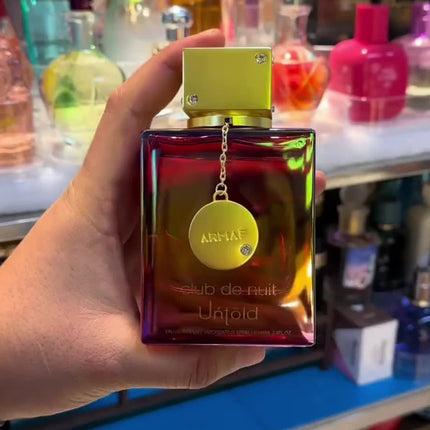 ARMAF
club de nuit
Untold